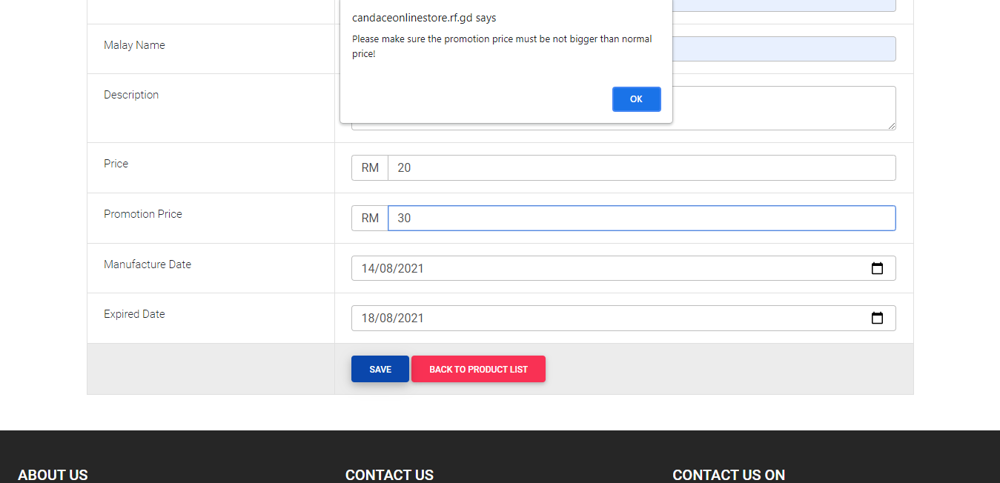 candaceonlinestore.rf.gd says
Please make sure the promotion price must be not bigger than normal
price!
OK
Malay Name
Description
Price
RM 20
Promotion Price
RM 30
Manufacture Date
14/08/2021
Expired Date
18/08/2021
SAVE BACK TO PRODUCT LIST
ABOUT US CONTACT US CONTACT US ON